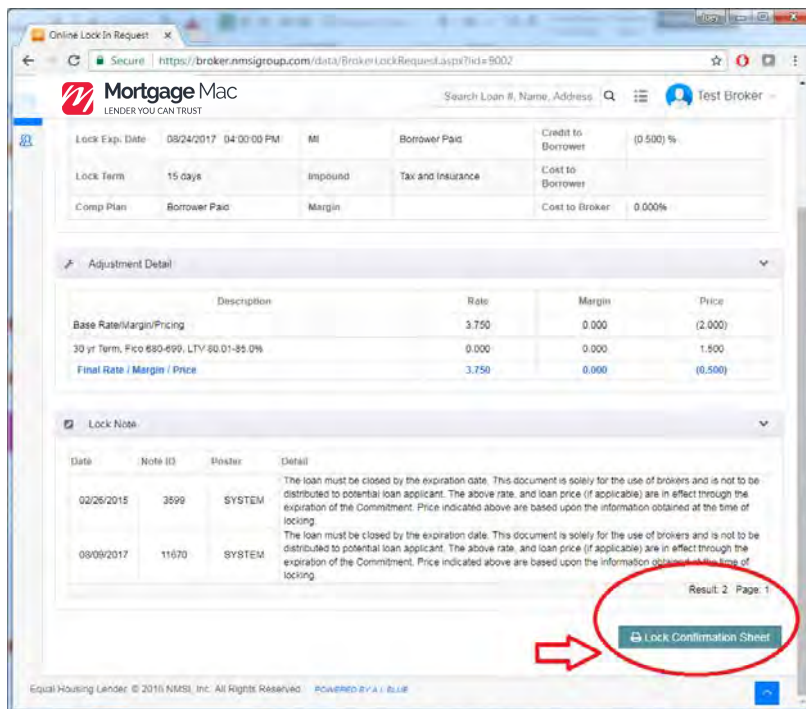 Online Lock In Request
Secure https://broker.nmsigroup.com/data/BrokerLockRequest.aspx?lid=9002
Mortgage Mac
LENDER YOU CAN TRUST
Search Loan #, Name, Address
Test Broker
Lock Exp. Date 08/24/2017 04:00:00 PM MI Borrower Paid Credit to Borrower (0.500) %
Lock Term 15 days Impound Tax and Insurance Cost to Borrower
Comp Plan Borrower Paid Margin Cost to Broker 0.000%
Adjustment Detail
Description Rate Margin Price
Base Rate/Margin/Pricing 3.750 0.000 (2.000)
30 yr Term, Fico 680-699, LTV 80.01-85.0% 0.000 0.000 1.500
Final Rate / Margin / Price 3.750 0.000 (0.500)
Lock Note
Date Note ID Poster Detail
02/26/2015 3599 SYSTEM
The loan must be closed by the expiration date. This document is solely for the use of brokers and is not to be
distributed to potential loan applicant. The above rate, and loan price (if applicable) are in effect through the
expiration of the Commitment. Price indicated above are based upon the information obtained at the time of
locking.
08/09/2017 11670 SYSTEM
The loan must be closed by the expiration date. This document is solely for the use of brokers and is not to be
distributed to potential loan applicant. The above rate, and loan price (if applicable) are in effect through the
expiration of the Commitment. Price indicated above are based upon the information obtained at the time of
locking.
Result: 2 Page: 1
Lock Confirmation Sheet
Equal Housing Lender. © 2016 NMSI, Inc. All Rights Reserved. POWERED BY A.I. BLUE